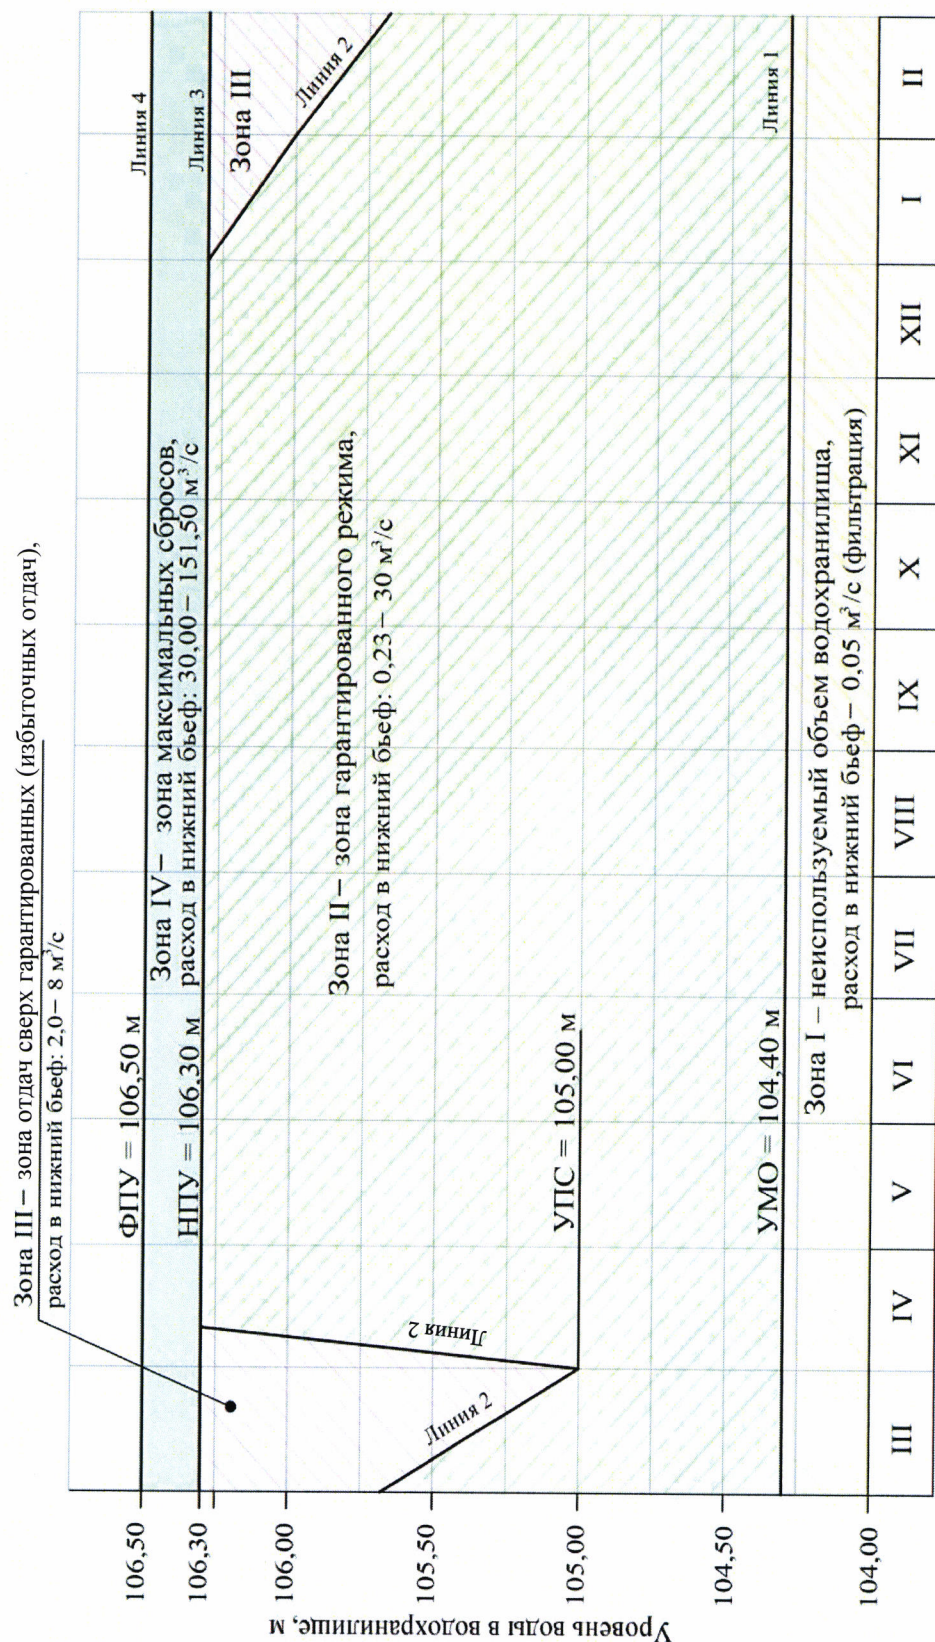 Зона III – зона отдач сверх гарантированных (избыточных отдач),
расход в нижний бьеф: 2,0– 8 м³/с
ФПУ = 106,50 м
Линия 4
Зона IV – зона максимальных сбросов,
расход в нижний бьеф: 30,00– 151,50 м³/с
НПУ = 106.30 м
Линия 3
Зона III
Линия 2
Зона II – зона гарантированного режима,
расход в нижний бьеф: 0,23– 30 м³/с
Линия 2
Линия 2
УПС = 105,00 м
УМО = 104,40 м
Линия 1
Зона I – неиспользуемый объем водохранилища,
расход в нижний бьеф– 0,05 м³/с (фильтрация)
Уровень воды в водохранилище, м
106,50
106,30
106,00
105,50
105,00
104,50
104,00
III IV V VI VII VIII IX X XI XII I II